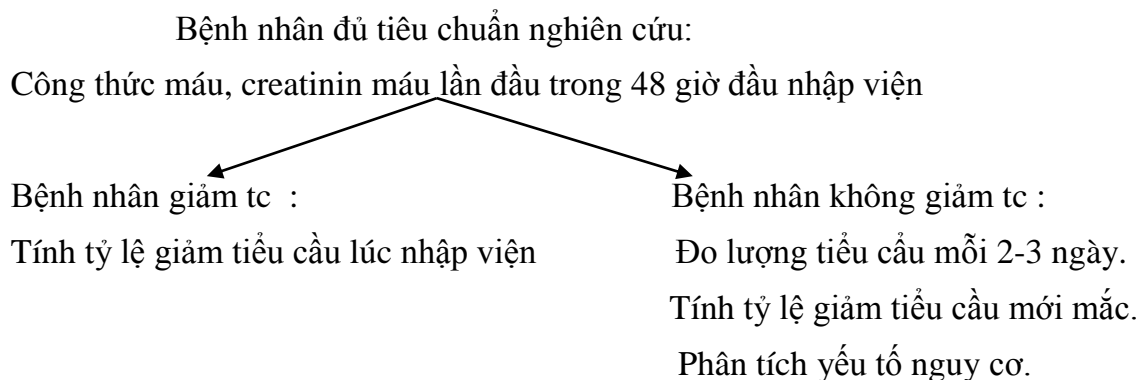 Bệnh nhân đủ tiêu chuẩn nghiên cứu:
Công thức máu, creatinin máu lần đầu trong 48 giờ đầu nhập viện
Bệnh nhân giảm tc :
Tính tỷ lệ giảm tiểu cầu lúc nhập viện
Bệnh nhân không giảm tc :
Đo lượng tiểu cẩu mỗi 2-3 ngày.
Tính tỷ lệ giảm tiểu cầu mới mắc.
Phân tích yếu tố nguy cơ.